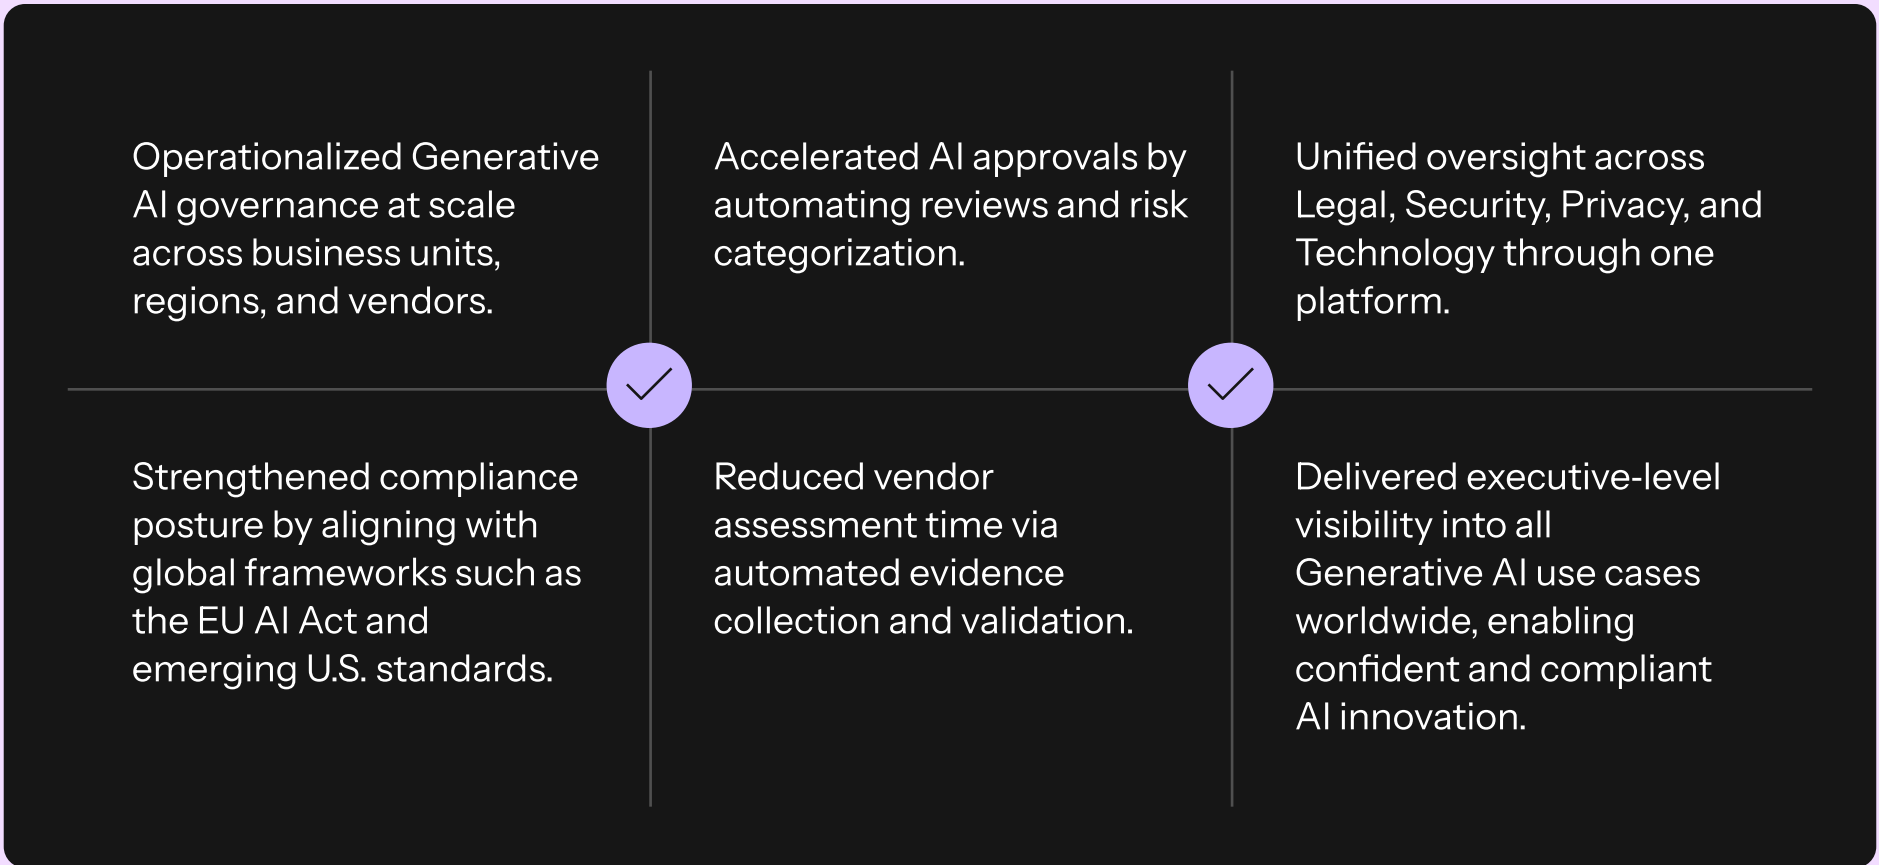 Operationalized Generative
AI governance at scale
across business units,
regions, and vendors.
Accelerated AI approvals by
automating reviews and risk
categorization.
Unified oversight across
Legal, Security, Privacy, and
Technology through one
platform.
Strengthened compliance
posture by aligning with
global frameworks such as
the EU AI Act and
emerging U.S. standards.
Reduced vendor
assessment time via
automated evidence
collection and validation.
Delivered executive-level
visibility into all
Generative AI use cases
worldwide, enabling
confident and compliant
AI innovation.